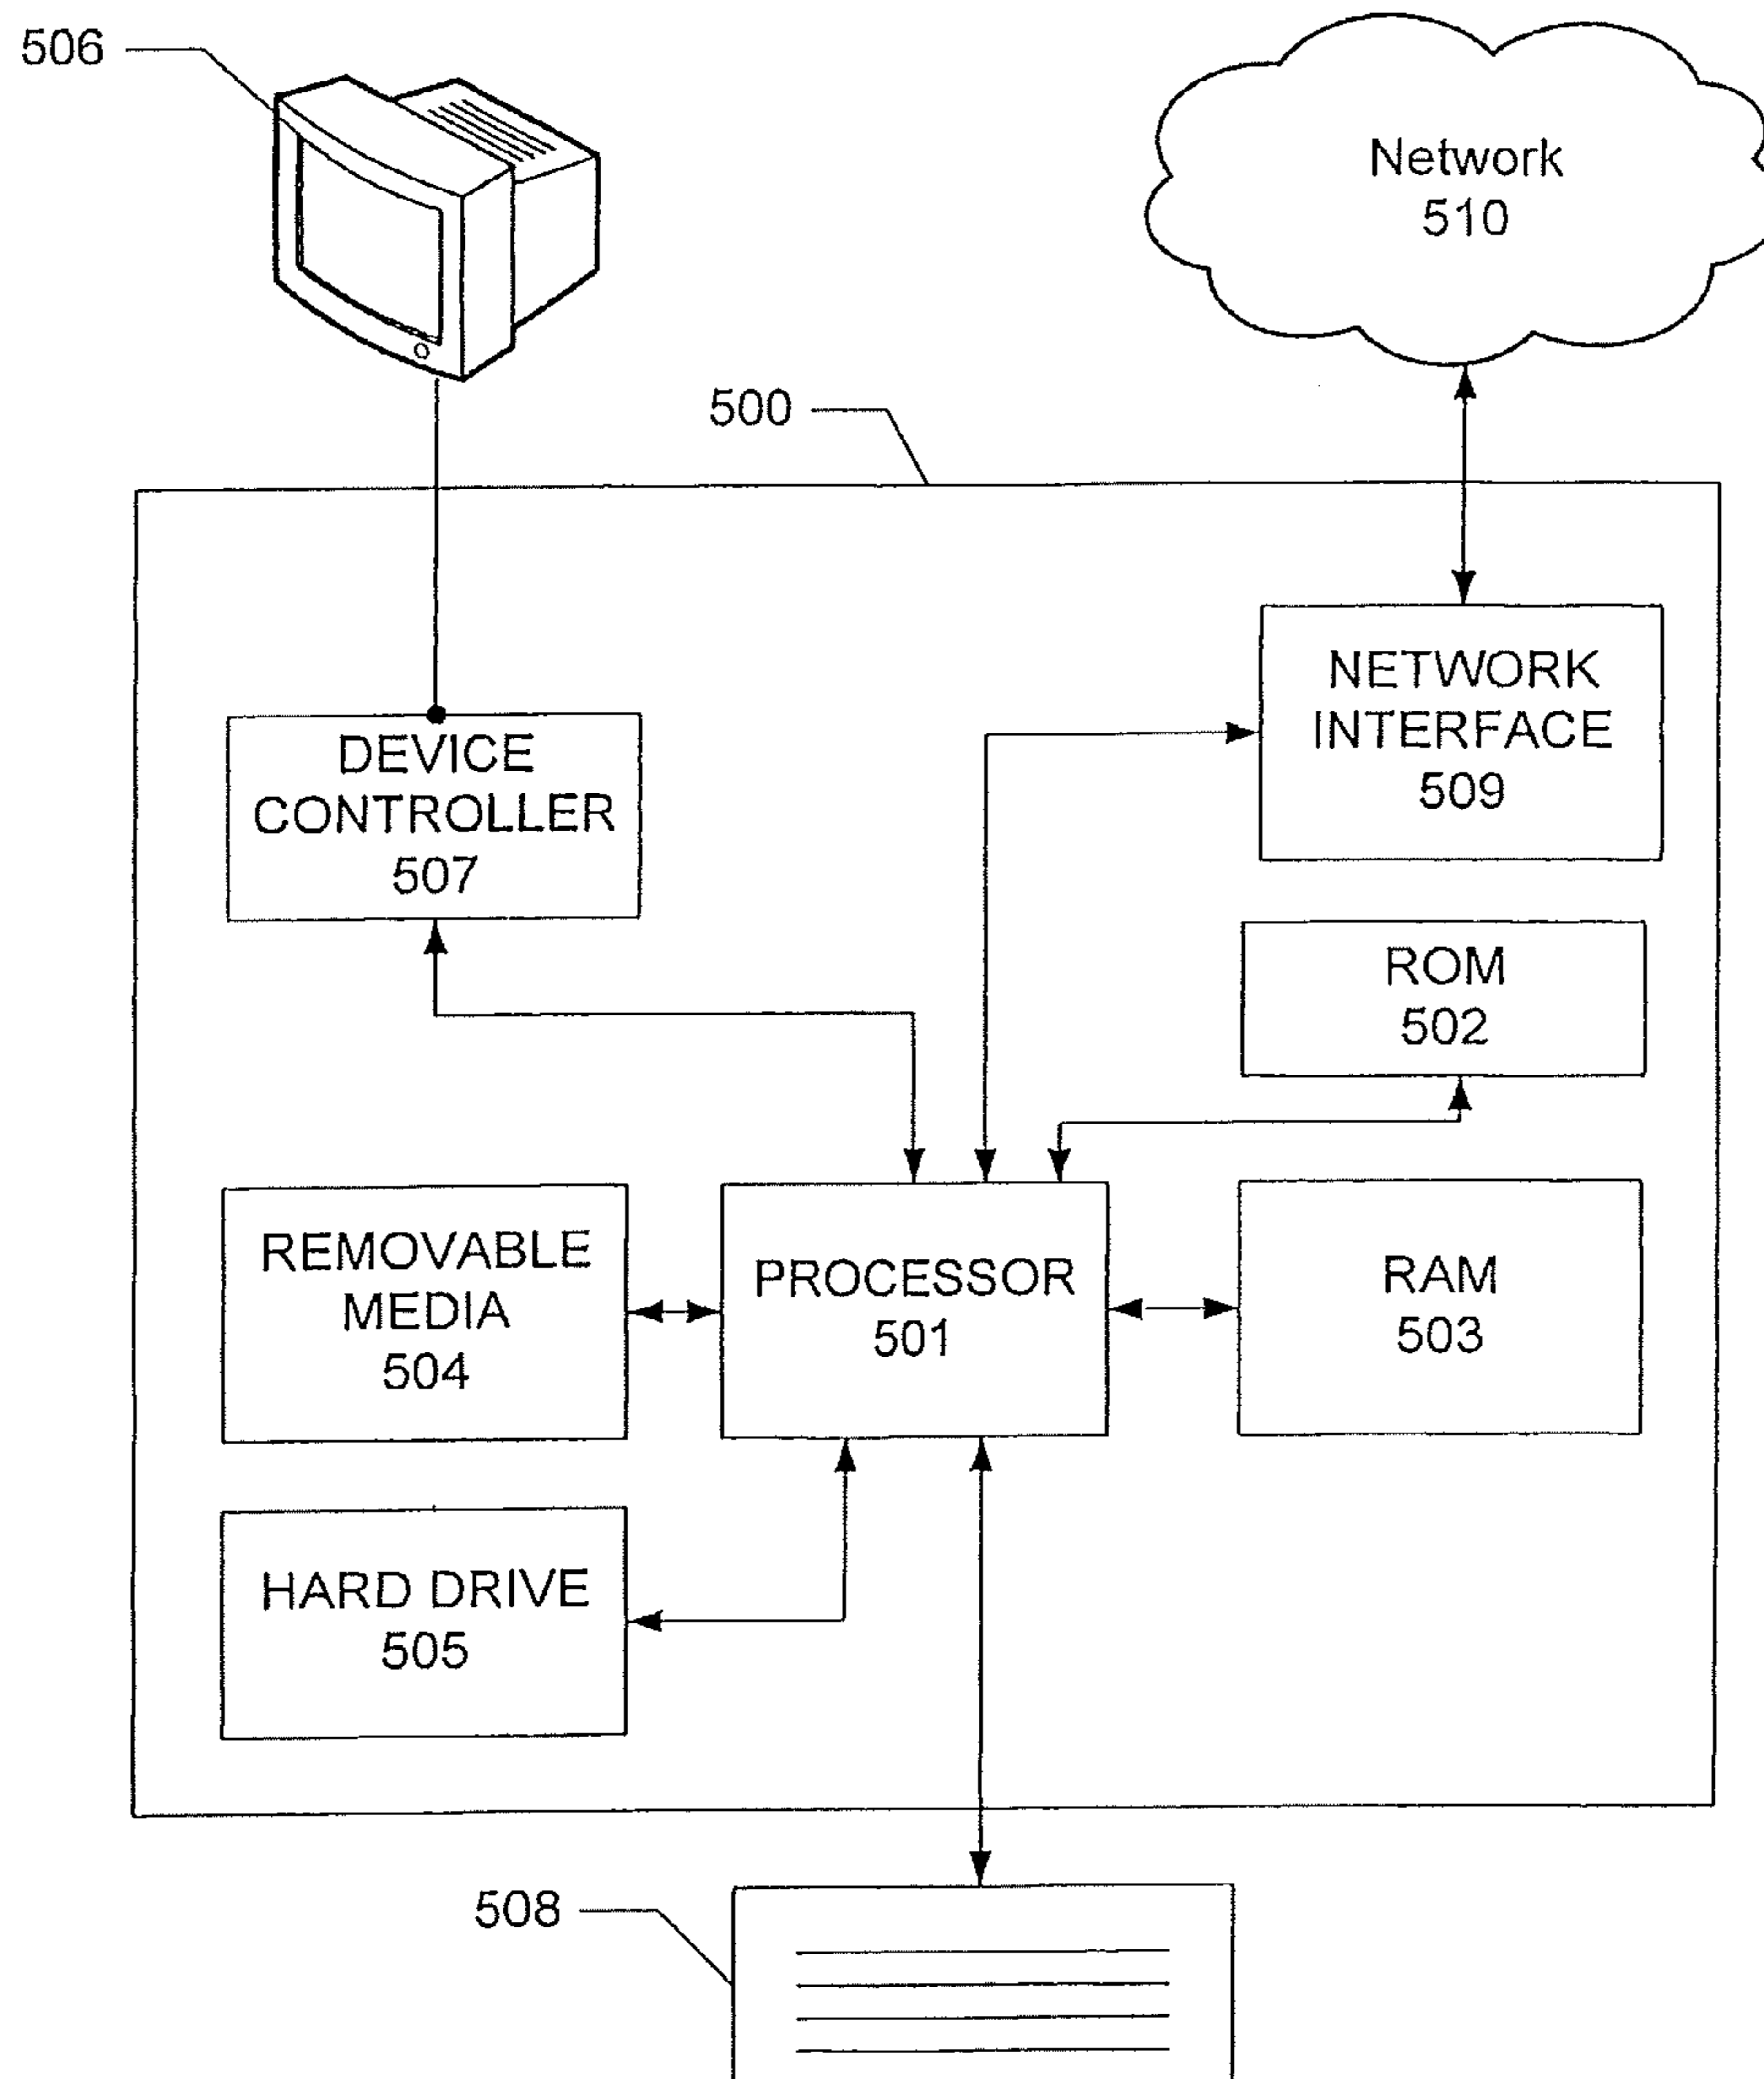 506
Network
510
500
NETWORK
INTERFACE
509
DEVICE
CONTROLLER
507
ROM
502
REMOVABLE
MEDIA
504
PROCESSOR
501
RAM
503
HARD DRIVE
505
508